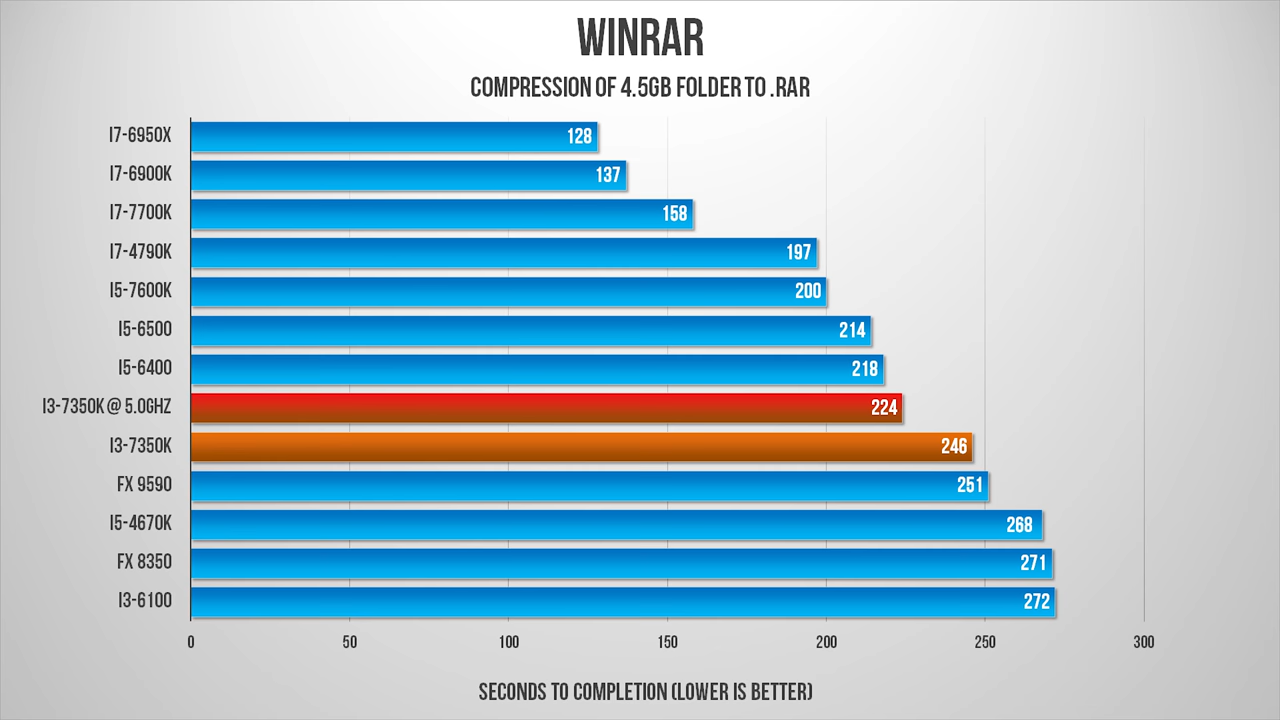 WINRAR
COMPRESSION OF 4.5GB FOLDER TO .RAR
I7-6950X 128
I7-6900K 137
I7-7700K 158
I7-4790K 197
I5-7600K 200
I5-6500 214
I5-6400 218
I3-7350K @ 5.0GHZ 224
I3-7350K 246
FX 9590 251
I5-4670K 268
FX 8350 271
I3-6100 272
0 50 100 150 200 250 300
SECONDS TO COMPLETION (LOWER IS BETTER)